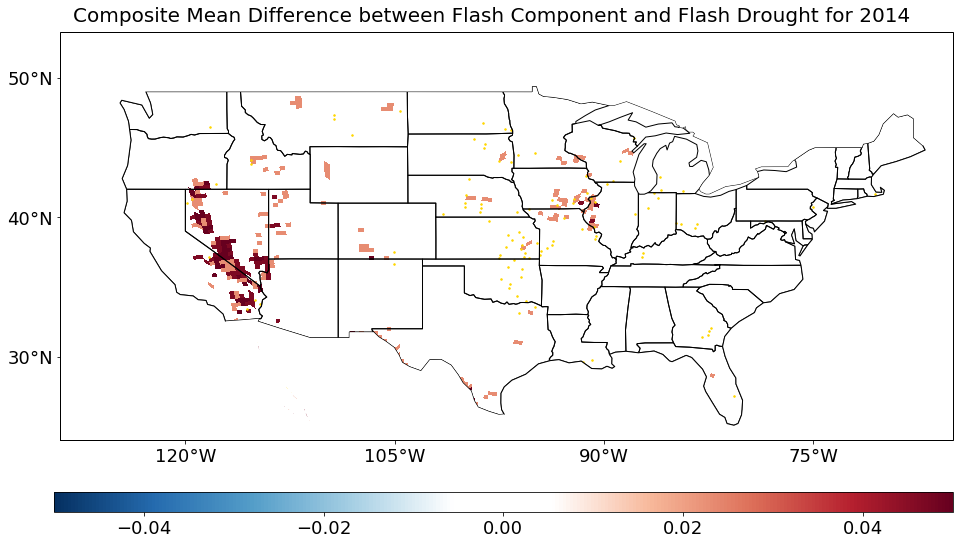 Composite Mean Difference between Flash Component and Flash Drought for 2014
50°N
40°N
30°N
120°W 105°W 90°W 75°W
−0.04 −0.02 0.00 0.02 0.04